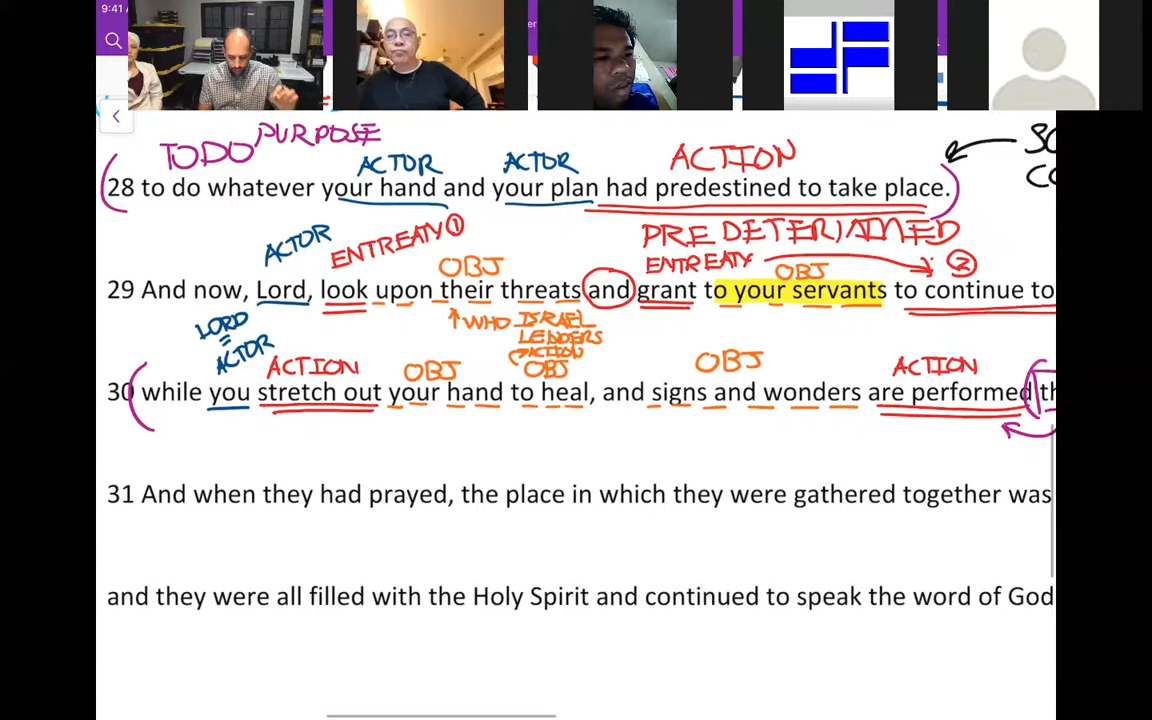 9:41
er
TODO PURPOSE
ACTOR ACTOR ACTION
28 to do whatever your hand and your plan had predestined to take place.
PREDETERIAMED
ACTOR ENTREATY ① OBJ ENTREATY OBJ ②
29 And now, Lord, look upon their threats and grant to your servants to continue to
WHO ISRAEL
LEDDERS
ACTION
LORD
=
ACTOR ACTION OBJ OBJ OBJ ACTION
30 while you stretch out your hand to heal, and signs and wonders are performed th
31 And when they had prayed, the place in which they were gathered together was
and they were all filled with the Holy Spirit and continued to speak the word of God